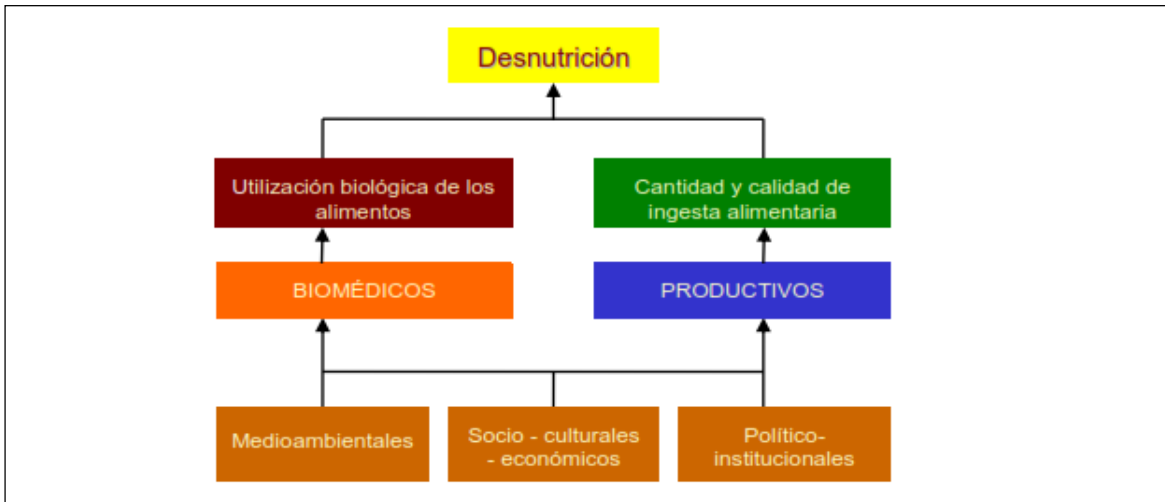 Desnutrición
Utilización biológica de los
alimentos
Cantidad y calidad de
ingesta alimentaria
BIOMÉDICOS
PRODUCTIVOS
Medioambientales
Socio - culturales
- económicos
Político-
institucionales